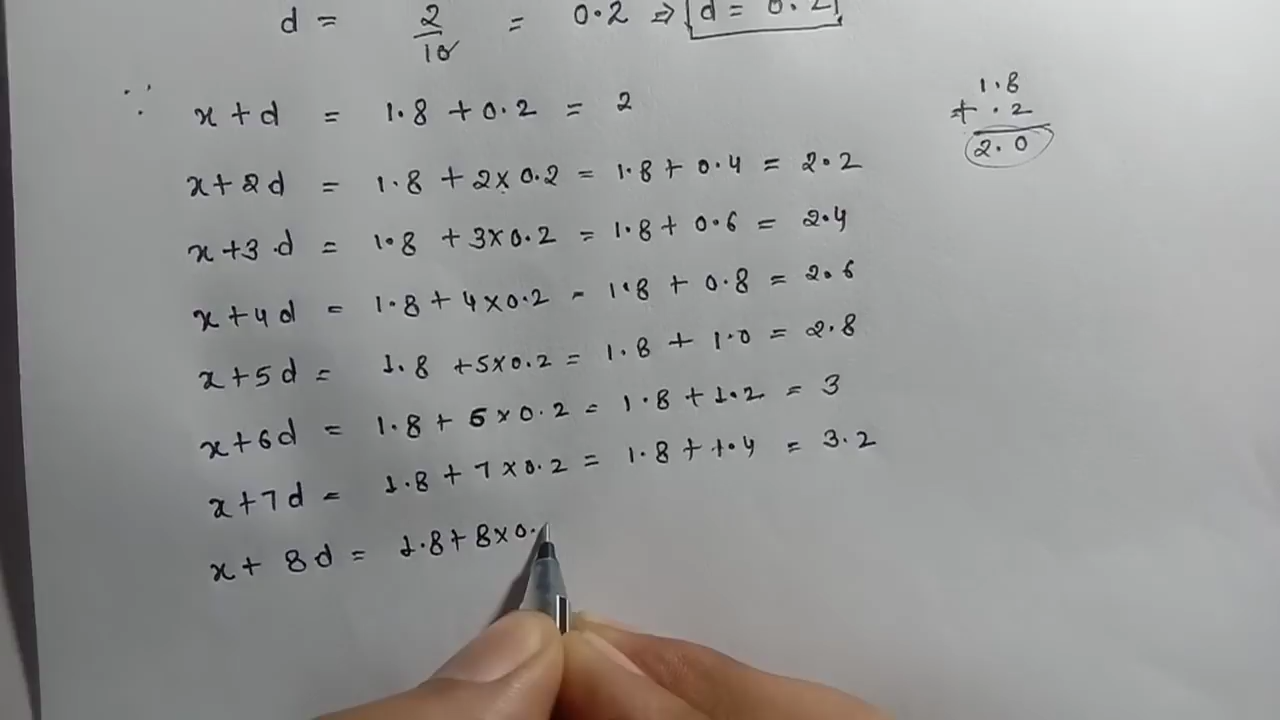 d = 2/10 = 0.2 ⇒ d = 0.2
∵ x + d = 1.8 + 0.2 = 2
x + 2d = 1.8 + 2×0.2 = 1.8 + 0.4 = 2.2
x + 3.d = 1.8 + 3×0.2 = 1.8 + 0.6 = 2.4
x + 4d = 1.8 + 4×0.2 = 1.8 + 0.8 = 2.6
x + 5d = 1.8 + 5×0.2 = 1.8 + 1.0 = 2.8
x + 6d = 1.8 + 6×0.2 = 1.8 + 1.2 = 3
x + 7d = 1.8 + 7×0.2 = 1.8 + 1.4 = 3.2
x + 8d = 1.8 + 8×0.
1.8
+ .2
2.0